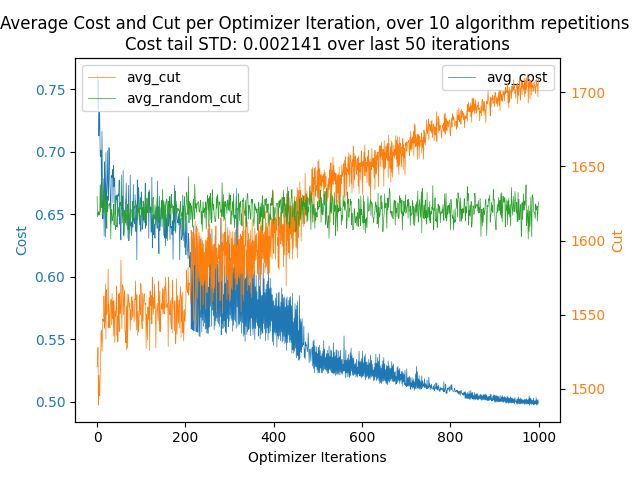 Average Cost and Cut per Optimizer Iteration, over 10 algorithm repetitions
Cost tail STD: 0.002141 over last 50 iterations
avg_cut
avg_random_cut
avg_cost
0.75
0.70
0.65
0.60
0.55
0.50
Cost
1700
1650
1600
1550
1500
Cut
0 200 400 600 800 1000
Optimizer Iterations